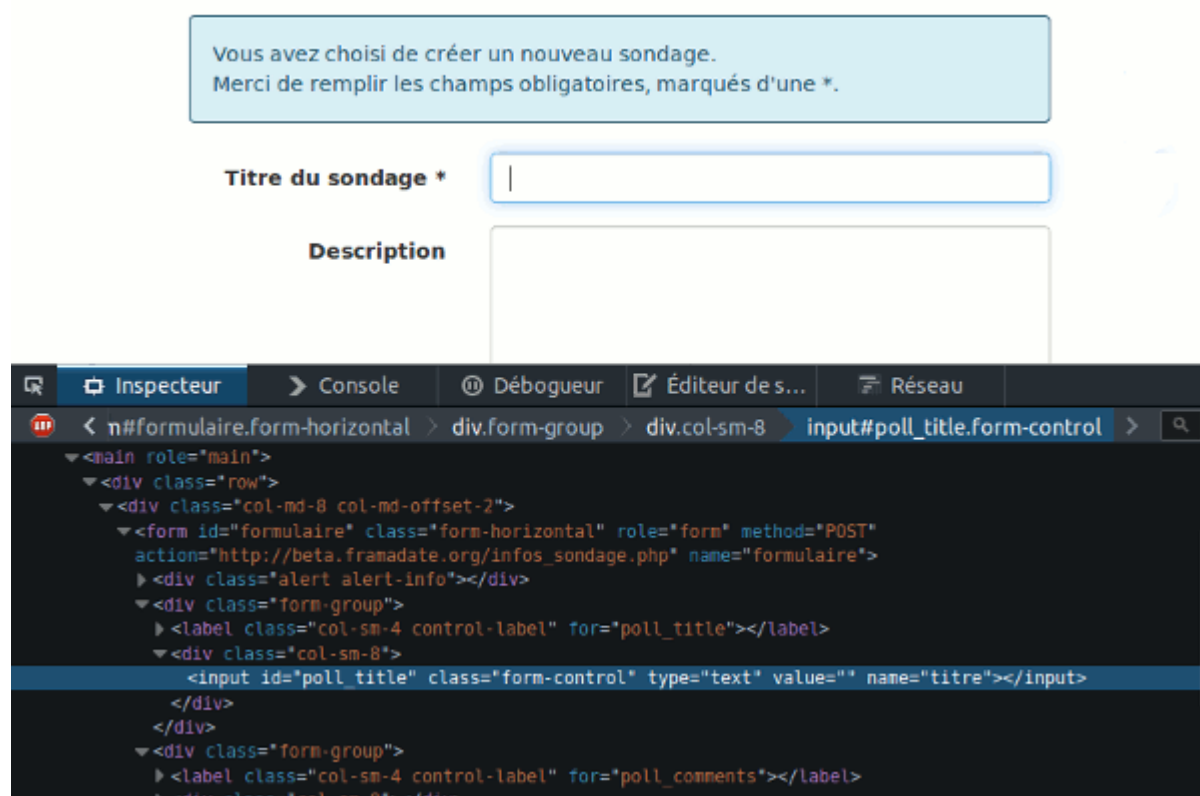 Vous avez choisi de créer un nouveau sondage.
Merci de remplir les champs obligatoires, marqués d'une *.
Titre du sondage *
Description
Inspecteur Console Débogueur Éditeur de s... Réseau
n#formulaire.form-horizontal div.form-group div.col-sm-8 input#poll_title.form-control
<main role="main">
<div class="row">
<div class="col-md-8 col-md-offset-2">
<form id="formulaire" class="form-horizontal" role="form" method="POST"
action="http://beta.framadate.org/infos_sondage.php" name="formulaire">
<div class="alert alert-info"></div>
<div class="form-group">
<label class="col-sm-4 control-label" for="poll_title"></label>
<div class="col-sm-8">
<input id="poll_title" class="form-control" type="text" value="" name="titre"></input>
</div>
</div>
<div class="form-group">
<label class="col-sm-4 control-label" for="poll_comments"></label>